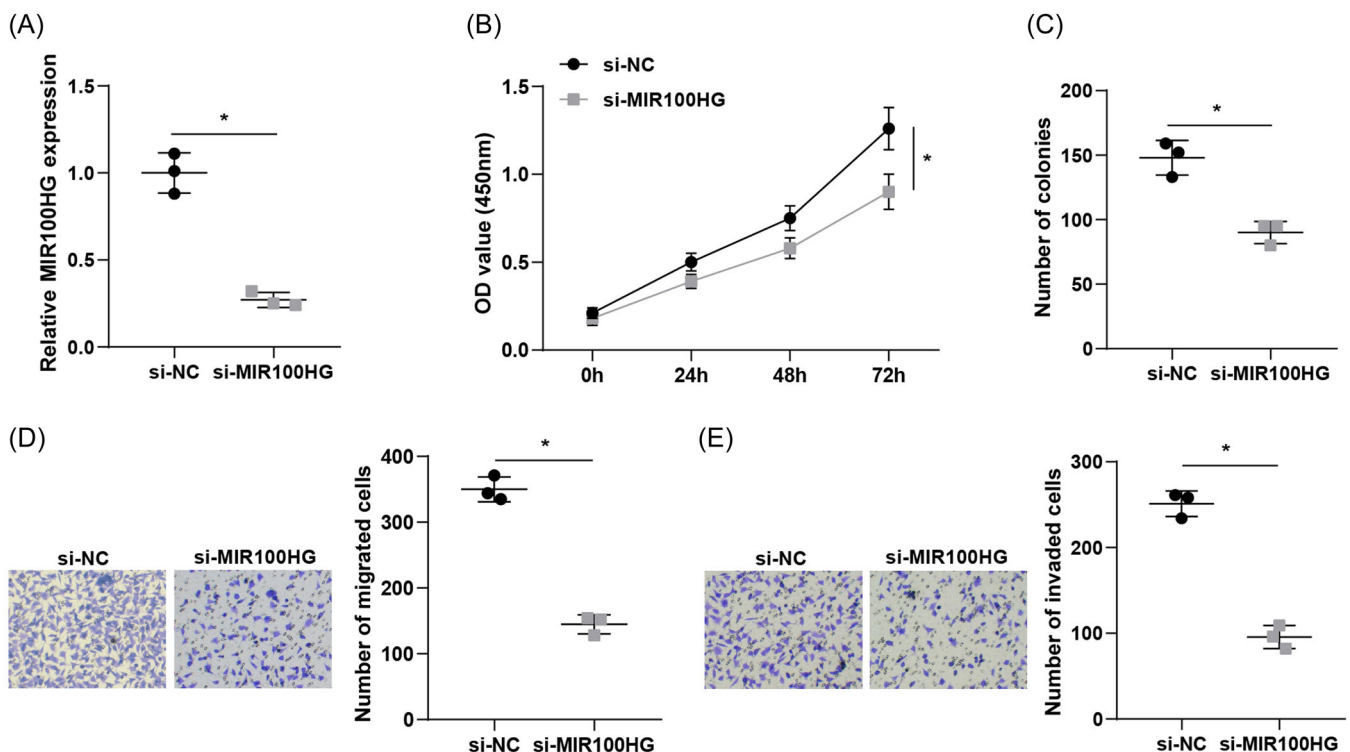 (A)
Relative MIR100HG expression
1.5
1.0
0.5
0.0
*
si-NC
si-MIR100HG
(B)
si-NC
si-MIR100HG
OD value (450nm)
1.5
1.0
0.5
0.0
*
0h
24h
48h
72h
(C)
Number of colonies
200
150
100
50
0
*
si-NC
si-MIR100HG
(D)
si-NC
si-MIR100HG
Number of migrated cells
400
300
200
100
0
*
si-NC
si-MIR100HG
(E)
si-NC
si-MIR100HG
Number of invaded cells
300
200
100
0
*
si-NC
si-MIR100HG